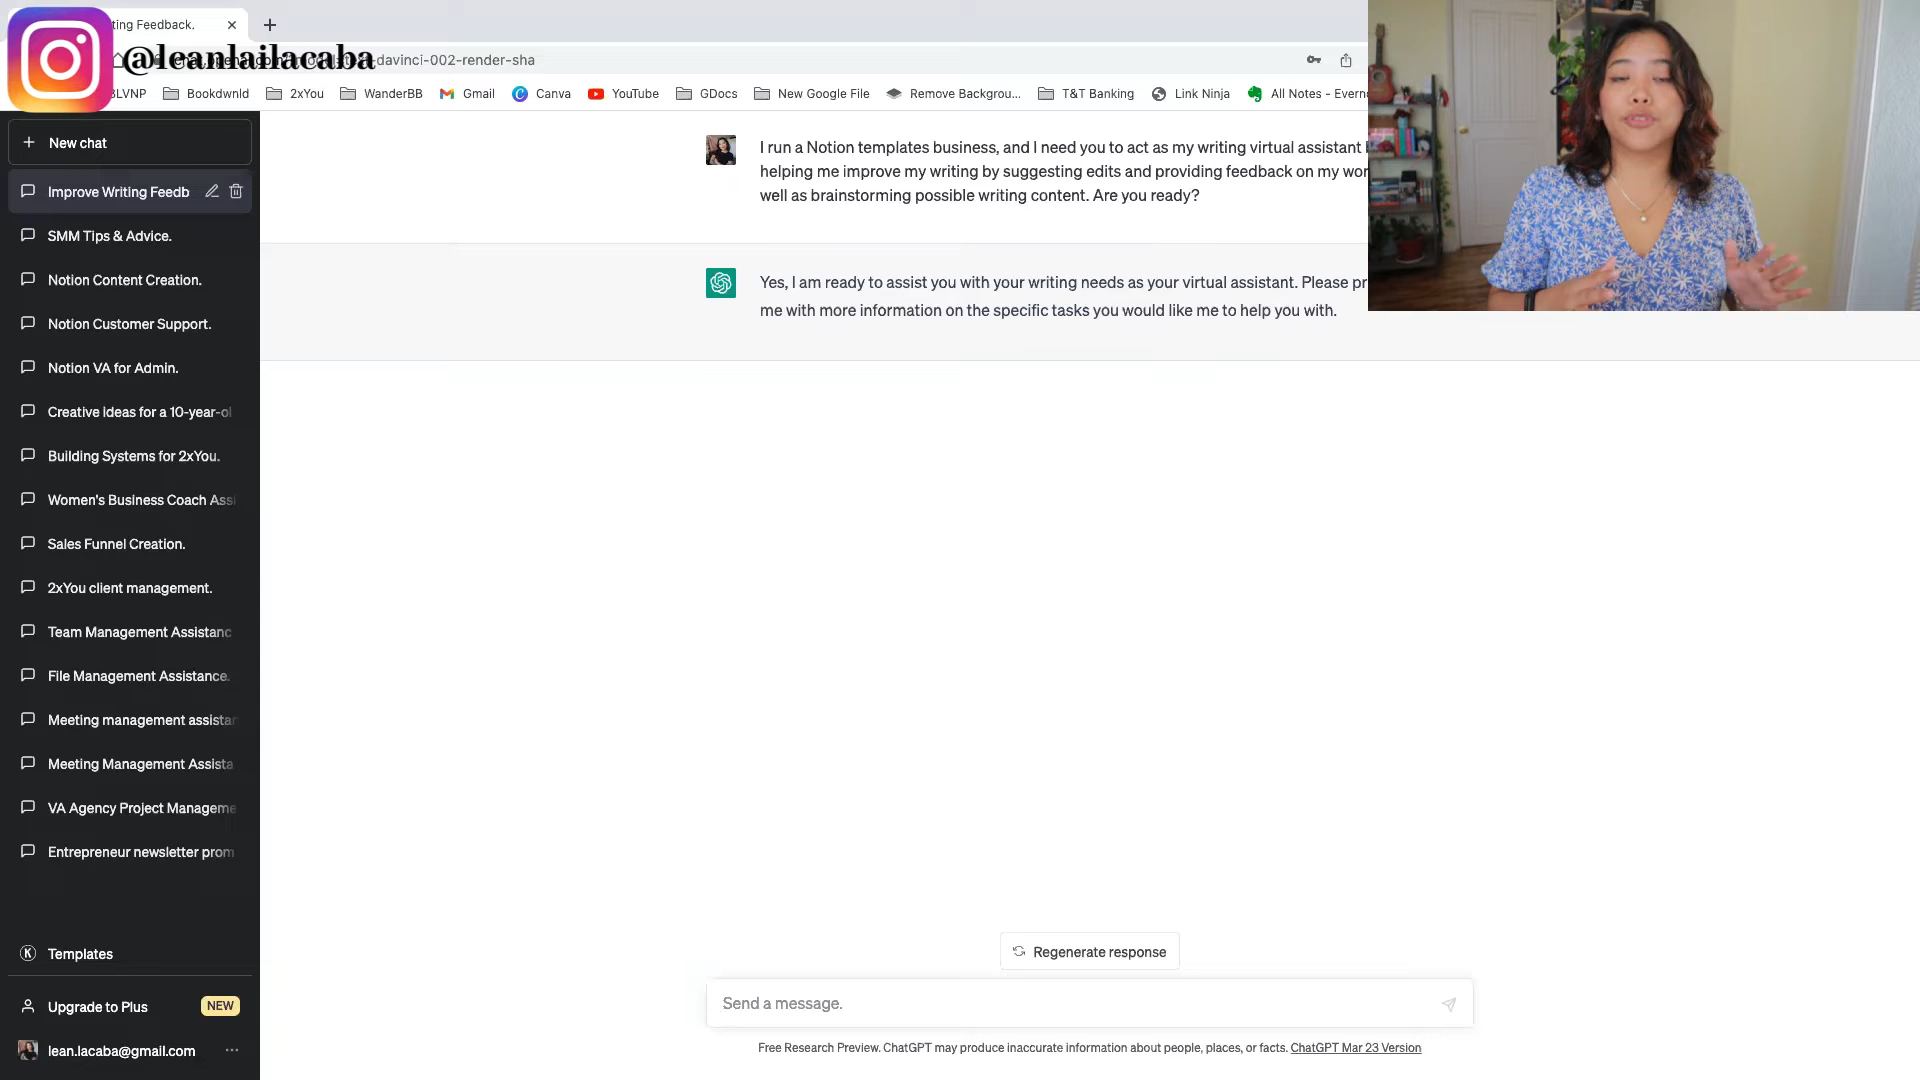 ting Feedback.
@leanlailacaba
davinci-002-render-sha
BLVNP
Bookdwnld
2xYou
WanderBB
Gmail
Canva
YouTube
GDocs
New Google File
Remove Backgrou...
T&T Banking
Link Ninja
All Notes - Evern
New chat
Improve Writing Feedb
SMM Tips & Advice.
Notion Content Creation.
Notion Customer Support.
Notion VA for Admin.
Creative ideas for a 10-year-ol
Building Systems for 2xYou.
Women's Business Coach Assi
Sales Funnel Creation.
2xYou client management.
Team Management Assistanc
File Management Assistance.
Meeting management assistan
Meeting Management Assista
VA Agency Project Manageme
Entrepreneur newsletter prom
Templates
Upgrade to Plus
NEW
lean.lacaba@gmail.com
I run a Notion templates business, and I need you to act as my writing virtual assistant
helping me improve my writing by suggesting edits and providing feedback on my wor
well as brainstorming possible writing content. Are you ready?
Yes, I am ready to assist you with your writing needs as your virtual assistant. Please pr
me with more information on the specific tasks you would like me to help you with.
Regenerate response
Send a message.
Free Research Preview. ChatGPT may produce inaccurate information about people, places, or facts. ChatGPT Mar 23 Version